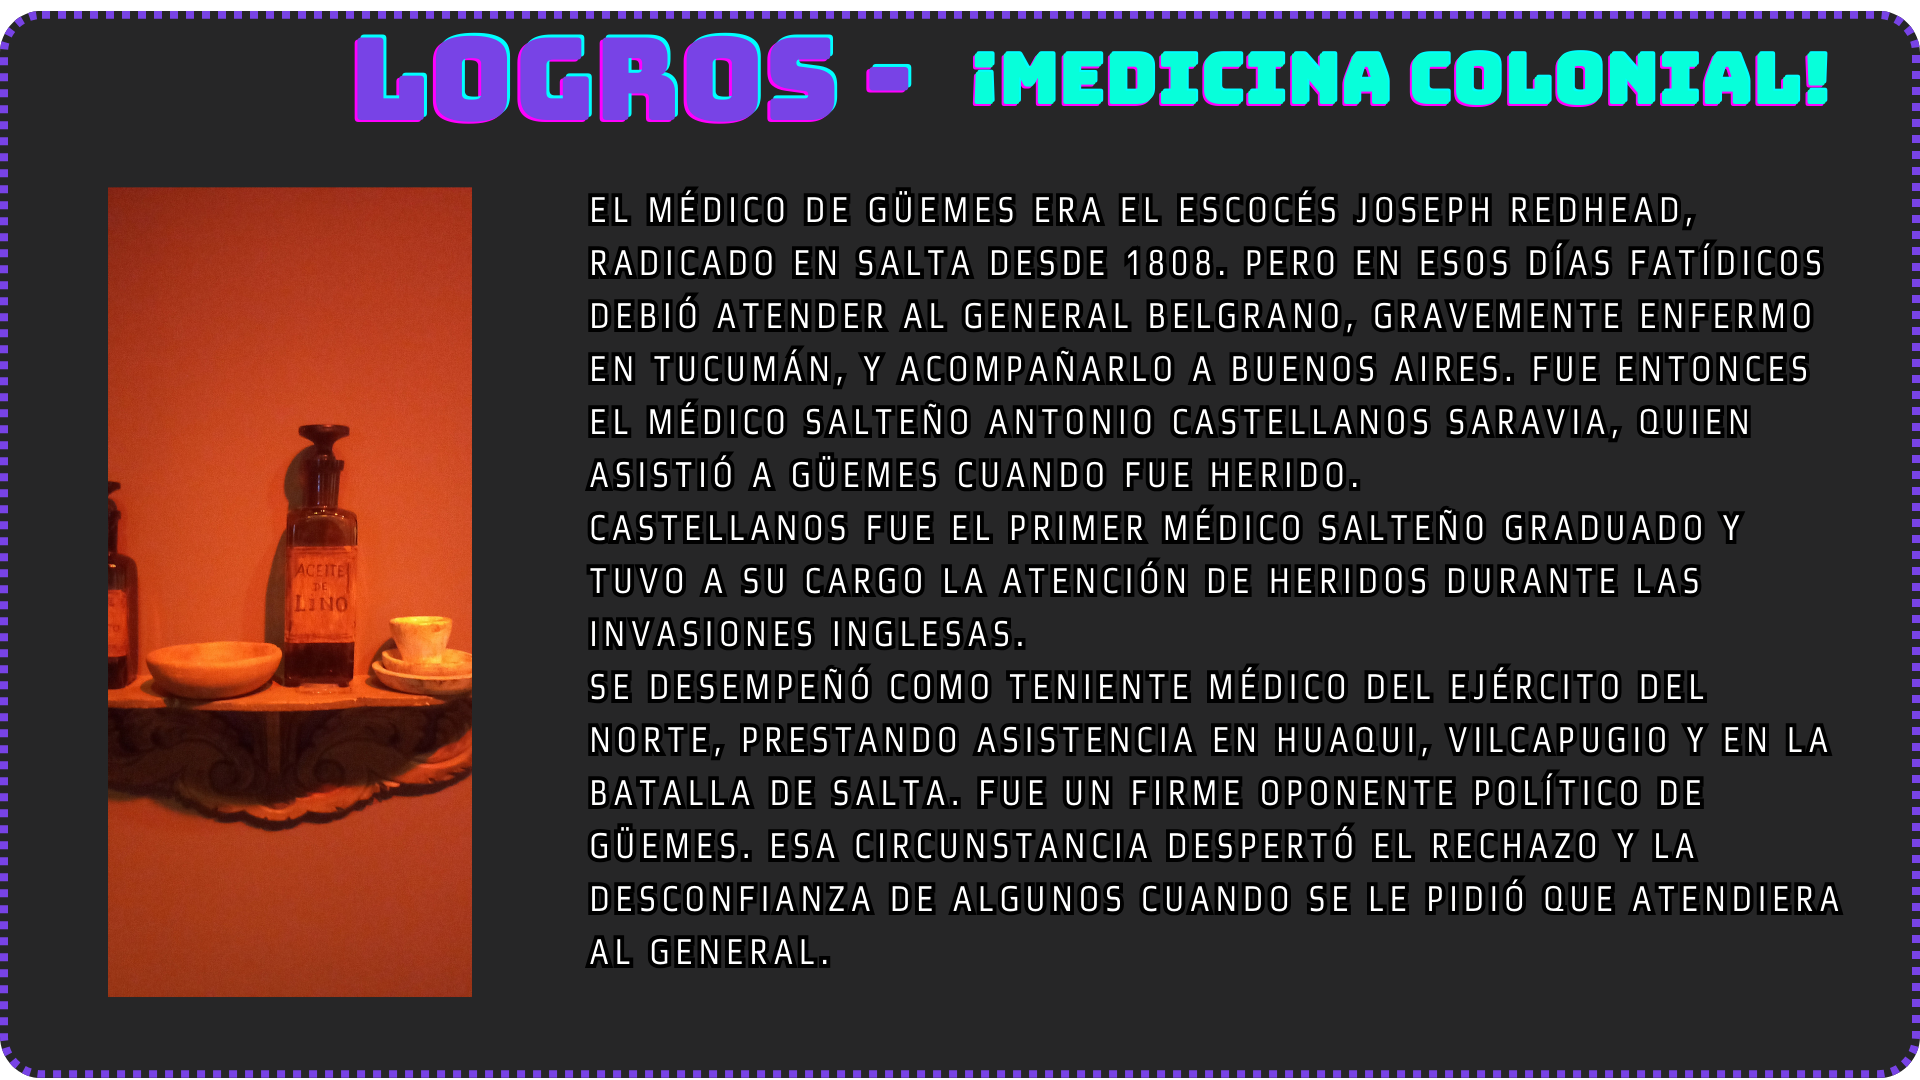 LOGROS - ¡MEDICINA COLONIAL!
EL MÉDICO DE GÜEMES ERA EL ESCOCÉS JOSEPH REDHEAD,
RADICADO EN SALTA DESDE 1808. PERO EN ESOS DÍAS FATÍDICOS
DEBIÓ ATENDER AL GENERAL BELGRANO, GRAVEMENTE ENFERMO
EN TUCUMÁN, Y ACOMPAÑARLO A BUENOS AIRES. FUE ENTONCES
EL MÉDICO SALTEÑO ANTONIO CASTELLANOS SARAVIA, QUIEN
ASISTIÓ A GÜEMES CUANDO FUE HERIDO.
CASTELLANOS FUE EL PRIMER MÉDICO SALTEÑO GRADUADO Y
TUVO A SU CARGO LA ATENCIÓN DE HERIDOS DURANTE LAS
INVASIONES INGLESAS.
SE DESEMPEÑÓ COMO TENIENTE MÉDICO DEL EJÉRCITO DEL
NORTE, PRESTANDO ASISTENCIA EN HUAQUI, VILCAPUGIO Y EN LA
BATALLA DE SALTA. FUE UN FIRME OPONENTE POLÍTICO DE
GÜEMES. ESA CIRCUNSTANCIA DESPERTÓ EL RECHAZO Y LA
DESCONFIANZA DE ALGUNOS CUANDO SE LE PIDIÓ QUE ATENDIERA
AL GENERAL.
ACEITE
DE
LiNO